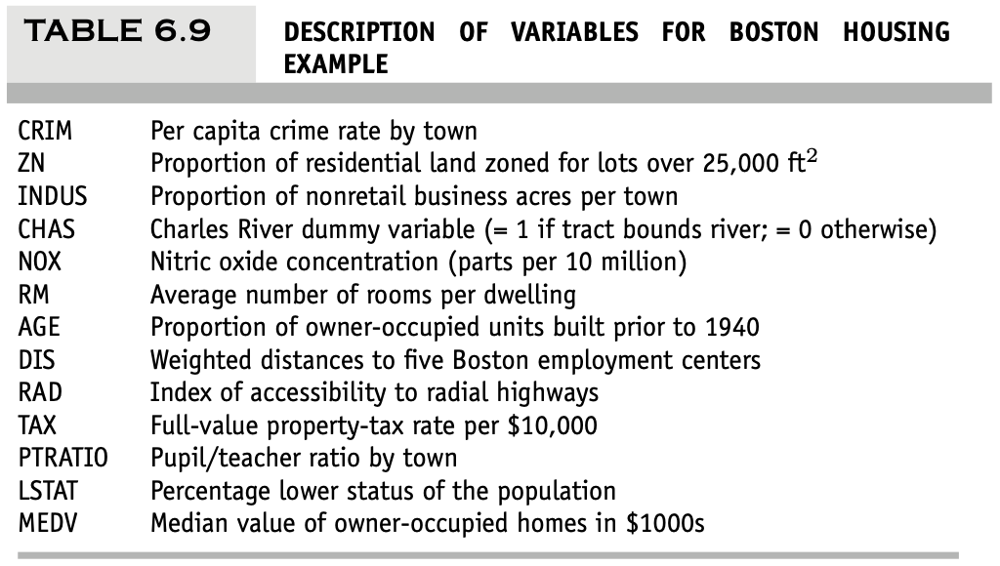 TABLE 6.9
DESCRIPTION OF VARIABLES FOR BOSTON HOUSING
EXAMPLE
CRIM Per capita crime rate by town
ZN Proportion of residential land zoned for lots over 25,000 ft²
INDUS Proportion of nonretail business acres per town
CHAS Charles River dummy variable (= 1 if tract bounds river; = 0 otherwise)
NOX Nitric oxide concentration (parts per 10 million)
RM Average number of rooms per dwelling
AGE Proportion of owner-occupied units built prior to 1940
DIS Weighted distances to five Boston employment centers
RAD Index of accessibility to radial highways
TAX Full-value property-tax rate per $10,000
PTRATIO Pupil/teacher ratio by town
LSTAT Percentage lower status of the population
MEDV Median value of owner-occupied homes in $1000s